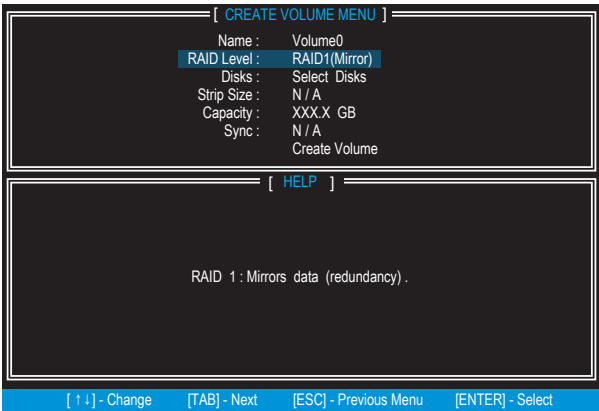 [ CREATE VOLUME MENU ]
Name : Volume0
RAID Level : RAID1(Mirror)
Disks : Select Disks
Strip Size : N / A
Capacity : XXX.X GB
Sync : N / A
Create Volume
[ HELP ]
RAID 1 : Mirrors data (redundancy) .
[ ↑↓] - Change [TAB] - Next [ESC] - Previous Menu [ENTER] - Select